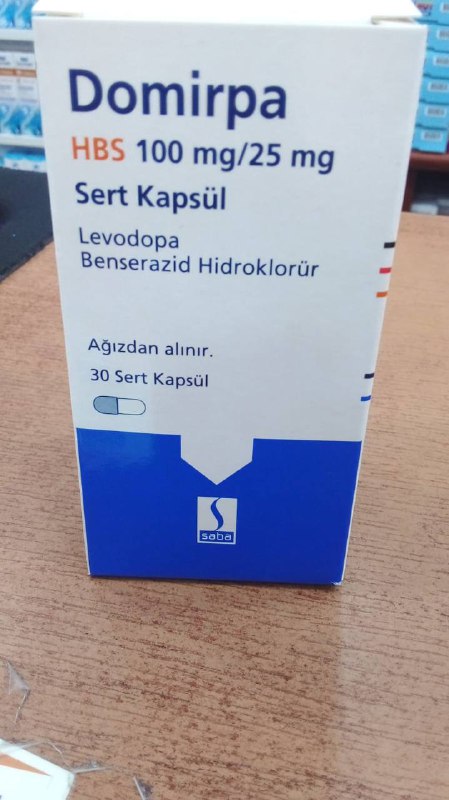 Domirpa
HBS 100 mg/25 mg
Sert Kapsül
Levodopa
Benserazid Hidroklorür
Ağızdan alınır.
30 Sert Kapsül
saba